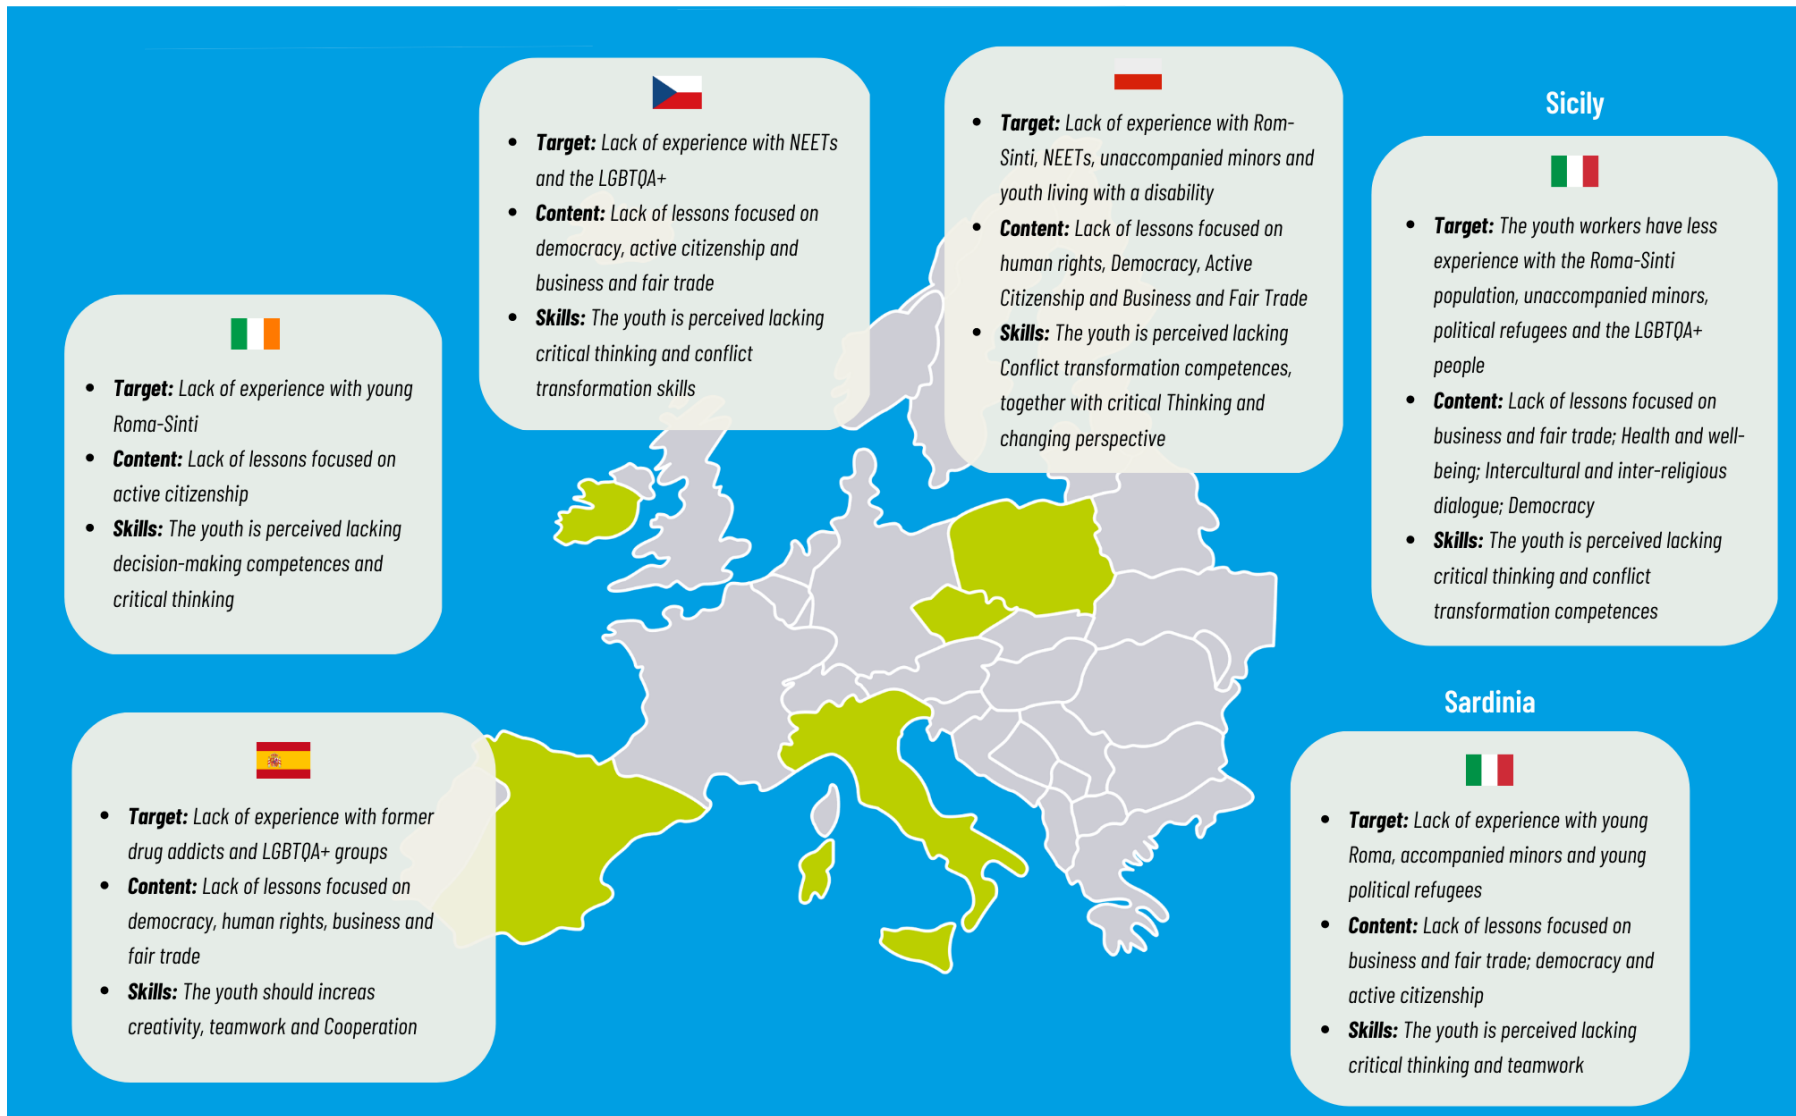 • Target: Lack of experience with NEETs
and the LGBTQA+
• Content: Lack of lessons focused on
democracy, active citizenship and
business and fair trade
• Skills: The youth is perceived lacking
critical thinking and conflict
transformation skills
• Target: Lack of experience with Rom-
Sinti, NEETs, unaccompanied minors and
youth living with a disability
• Content: Lack of lessons focused on
human rights, Democracy, Active
Citizenship and Business and Fair Trade
• Skills: The youth is perceived lacking
Conflict transformation competences,
together with critical Thinking and
changing perspective
Sicily
• Target: The youth workers have less
experience with the Roma-Sinti
population, unaccompanied minors,
political refugees and the LGBTQA+
people
• Content: Lack of lessons focused on
business and fair trade; Health and well-
being; Intercultural and inter-religious
dialogue; Democracy
• Skills: The youth is perceived lacking
critical thinking and conflict
transformation competences
• Target: Lack of experience with young
Roma-Sinti
• Content: Lack of lessons focused on
active citizenship
• Skills: The youth is perceived lacking
decision-making competences and
critical thinking
• Target: Lack of experience with former
drug addicts and LGBTQA+ groups
• Content: Lack of lessons focused on
democracy, human rights, business and
fair trade
• Skills: The youth should increas
creativity, teamwork and Cooperation
Sardinia
• Target: Lack of experience with young
Roma, accompanied minors and young
political refugees
• Content: Lack of lessons focused on
business and fair trade; democracy and
active citizenship
• Skills: The youth is perceived lacking
critical thinking and teamwork